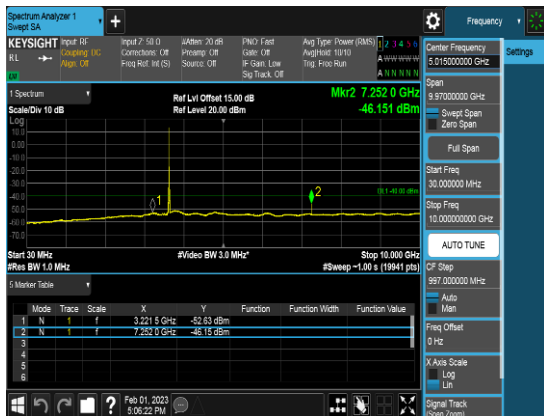 Spectrum Analyzer 1
Swept SA
+
Frequency
KEYSIGHT
RL
Input: RF
Coupling: DC
Align: Off
Input Z: 50 Ω
Corrections: Off
Freq Ref: Int (S)
#Atten: 20 dB
Preamp: Off
Source: Off
PNO: Fast
Gate: Off
IF Gain: Low
Sig Track: Off
Avg Type: Power (RMS)
Avg|Hold: 10/10
Trig: Free Run
1 2 3 4 5 6
A W W W W W
A N N N N N
1 Spectrum
Scale/Div 10 dB
Log
Ref Lvl Offset 15.00 dB
Ref Level 20.00 dBm
Mkr2 7.252 0 GHz
-46.151 dBm
10.0
0.00
-10.0
-20.0
-30.0
-40.0
-50.0
-60.0
-70.0
1
2
DL1 -40.00 dBm
Start 30 MHz
#Res BW 1.0 MHz
#Video BW 3.0 MHz*
Stop 10.000 GHz
#Sweep ~1.00 s (19941 pts)
5 Marker Table
Mode Trace Scale X Y Function Function Width Function Value
1 N 1 f 3.221 5 GHz -52.63 dBm
2 N 1 f 7.252 0 GHz -46.15 dBm
3
4
5
6
Feb 01, 2023
5:06:22 PM
?
Center Frequency
5.015000000 GHz
Settings
Span
9.97000000 GHz
Swept Span
Zero Span
Full Span
Start Freq
30.000000 MHz
Stop Freq
10.000000000 GHz
AUTO TUNE
CF Step
997.000000 MHz
Auto
Man
Freq Offset
0 Hz
X Axis Scale
Log
Lin
Signal Track
(Span Zoom)